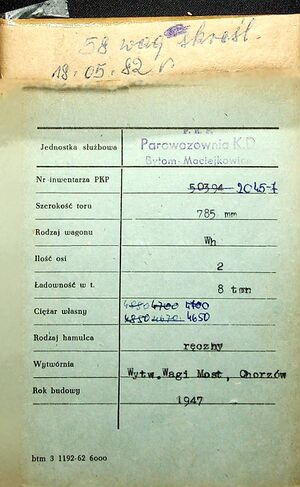 58 wag skreśl.
18.05.82 r
P. K. P.
Jednostka służbowa Parowozownia K.D
Bytom-Maciejkowice
Nr inwentarza PKP 50394 2045-1
Szerokość toru 785 mm
Rodzaj wagonu Wh
Ilość osi 2
Ładowność w t. 8 ton
Ciężar własny 4700
4650
Rodzaj hamulca ręczny
Wytwórnia Wytw.Wagi Most, Chorzów
Rok budowy 1947
btm 3 1192-62 6000